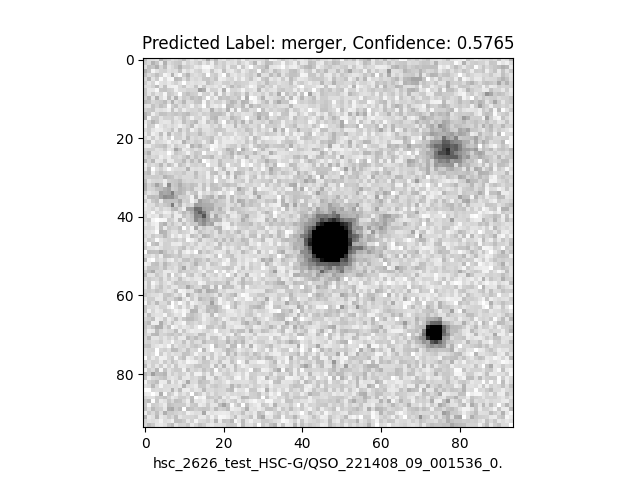 Predicted Label: merger, Confidence: 0.5765
0
20
40
60
80
0 20 40 60 80
hsc_2626_test_HSC-G/QSO_221408_09_001536_0.